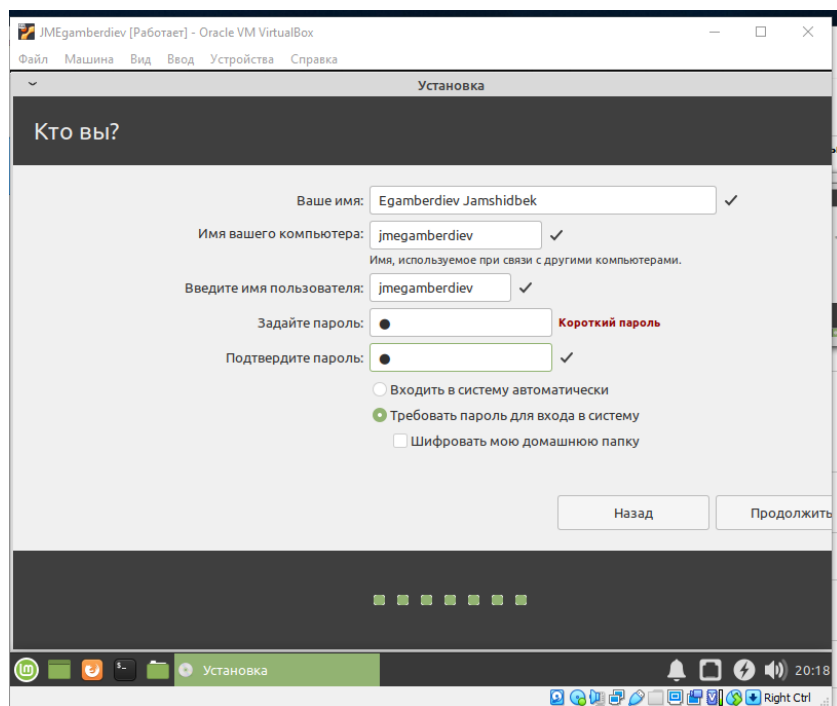 JMEgamberdiev [Работает] - Oracle VM VirtualBox
Файл Машина Вид Ввод Устройства Справка
Установка
Кто вы?
Ваше имя: Egamberdiev Jamshidbek
Имя вашего компьютера: jmegamberdiev
Имя, используемое при связи с другими компьютерами.
Введите имя пользователя: jmegamberdiev
Задайте пароль: ● Короткий пароль
Подтвердите пароль: ●
Входить в систему автоматически
Требовать пароль для входа в систему
Шифровать мою домашнюю папку
Назад Продолжить
Установка 20:18
Right Ctrl